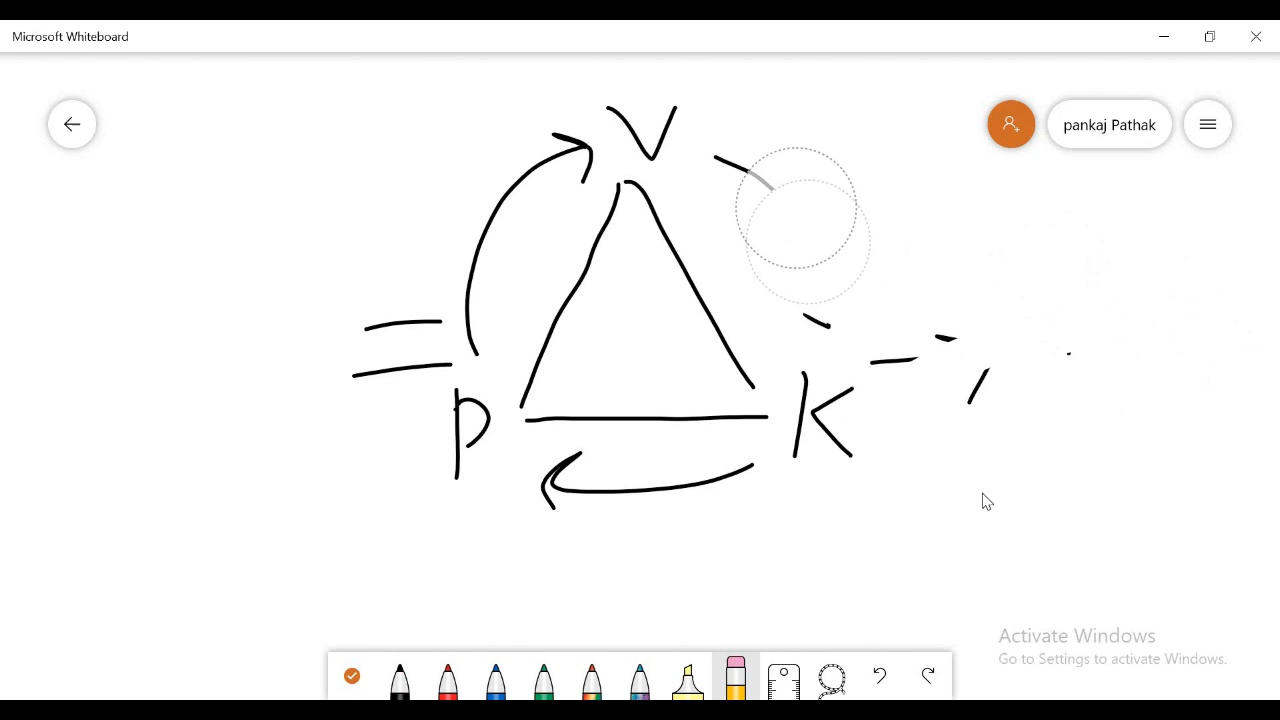 Microsoft Whiteboard
pankaj Pathak
V
=
P
K
Activate Windows
Go to Settings to activate Windows.